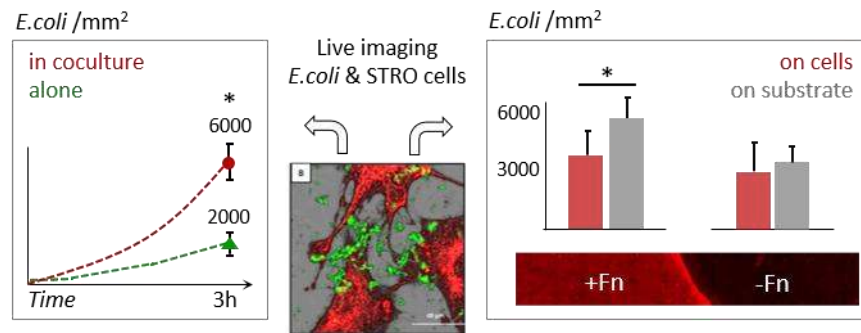 E.coli /mm²
in coculture
alone
*
6000
2000
Time
3h
Live imaging
E.coli & STRO cells
B
E.coli /mm²
on cells
on substrate
*
6000
3000
+Fn
-Fn